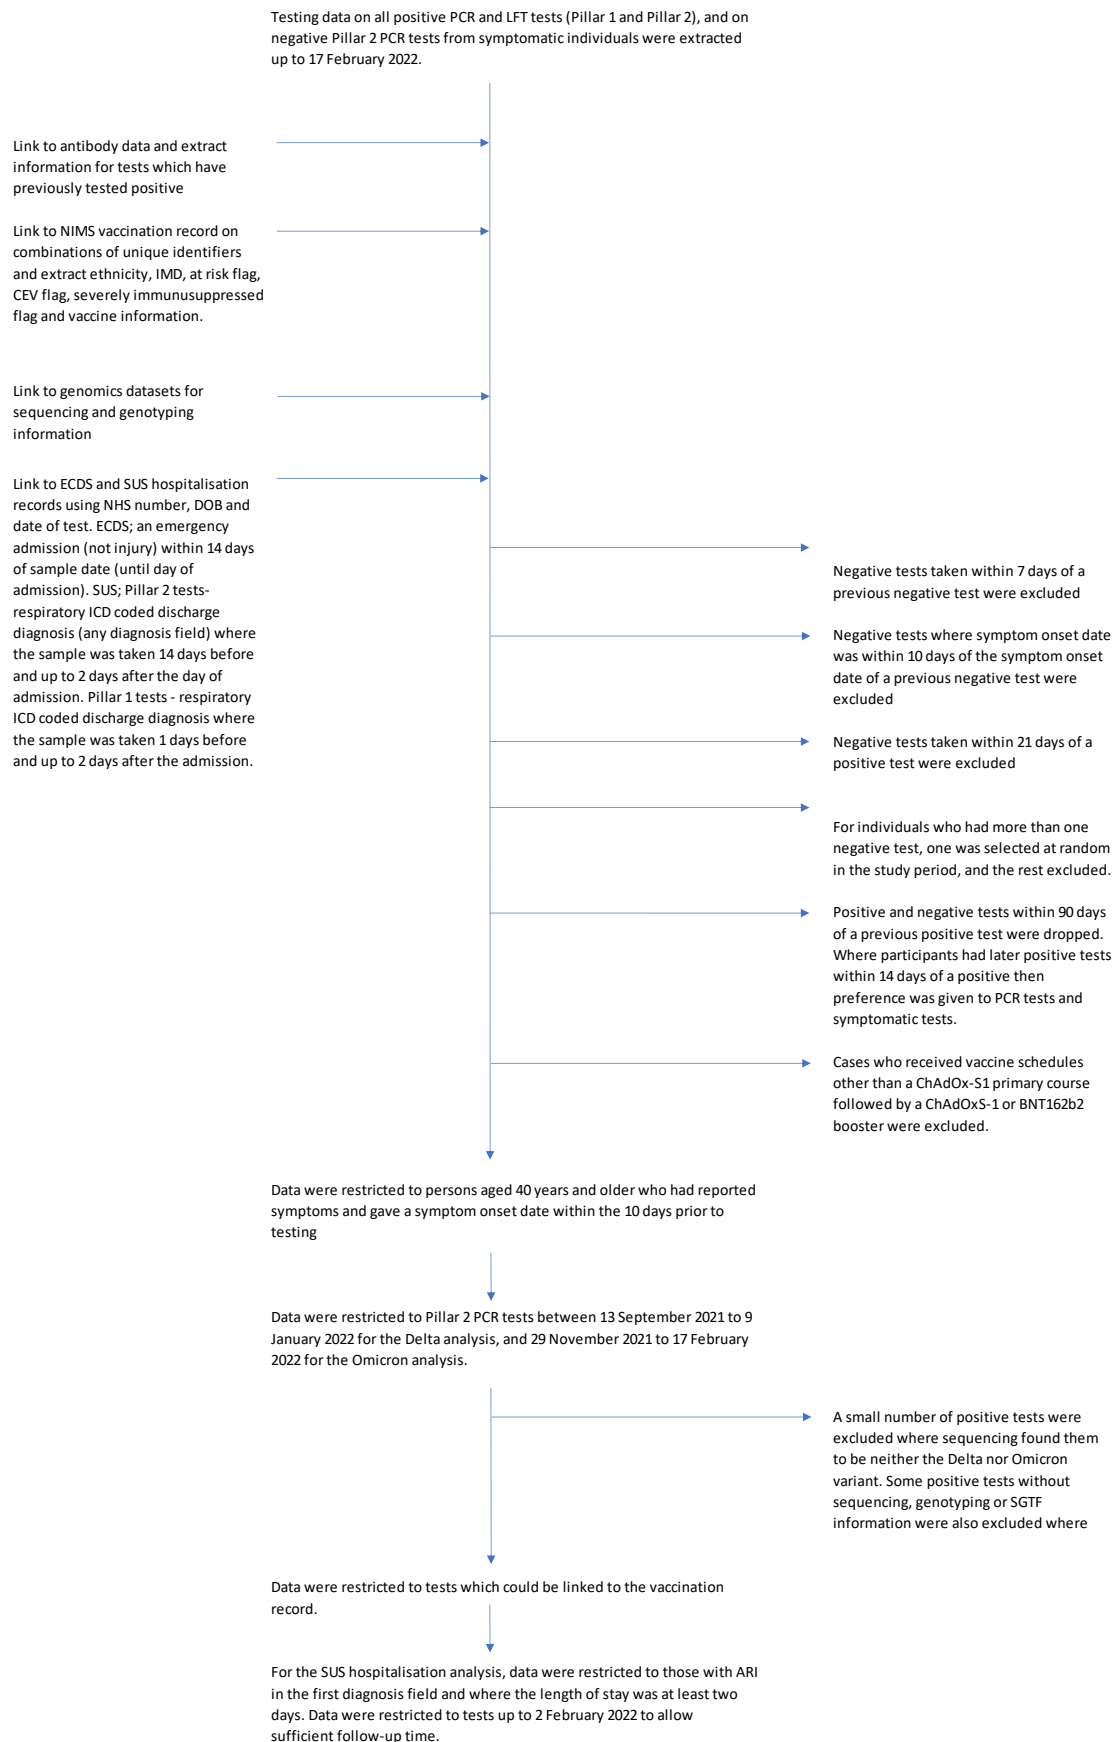 Testing data on all positive PCR and LFT tests (Pillar 1 and Pillar 2), and on
negative Pillar 2 PCR tests from symptomatic individuals were extracted
up to 17 February 2022.
Link to antibody data and extract
information for tests which have
previously tested positive
Link to NIMS vaccination record on
combinations of unique identifiers
and extract ethnicity, IMD, at risk flag,
CEV flag, severely immunusuppressed
flag and vaccine information.
Link to genomics datasets for
sequencing and genotyping
information
Link to ECDS and SUS hospitalisation
records using NHS number, DOB and
date of test. ECDS; an emergency
admission (not injury) within 14 days
of sample date (until day of
admission). SUS; Pillar 2 tests-
respiratory ICD coded discharge
diagnosis (any diagnosis field) where
the sample was taken 14 days before
and up to 2 days after the day of
admission. Pillar 1 tests - respiratory
ICD coded discharge diagnosis where
the sample was taken 1 days before
and up to 2 days after the admission.
Negative tests taken within 7 days of a
previous negative test were excluded
Negative tests where symptom onset date
was within 10 days of the symptom onset
date of a previous negative test were
excluded
Negative tests taken within 21 days of a
positive test were excluded
For individuals who had more than one
negative test, one was selected at random
in the study period, and the rest excluded.
Positive and negative tests within 90 days
of a previous positive test were dropped.
Where participants had later positive tests
within 14 days of a positive then
preference was given to PCR tests and
symptomatic tests.
Cases who received vaccine schedules
other than a ChAdOx-S1 primary course
followed by a ChAdOxS-1 or BNT162b2
booster were excluded.
Data were restricted to persons aged 40 years and older who had reported
symptoms and gave a symptom onset date within the 10 days prior to
testing
Data were restricted to Pillar 2 PCR tests between 13 September 2021 to 9
January 2022 for the Delta analysis, and 29 November 2021 to 17 February
2022 for the Omicron analysis.
A small number of positive tests were
excluded where sequencing found them
to be neither the Delta nor Omicron
variant. Some positive tests without
sequencing, genotyping or SGTF
information were also excluded where
Data were restricted to tests which could be linked to the vaccination
record.
For the SUS hospitalisation analysis, data were restricted to those with ARI
in the first diagnosis field and where the length of stay was at least two
days. Data were restricted to tests up to 2 February 2022 to allow
sufficient follow-up time.